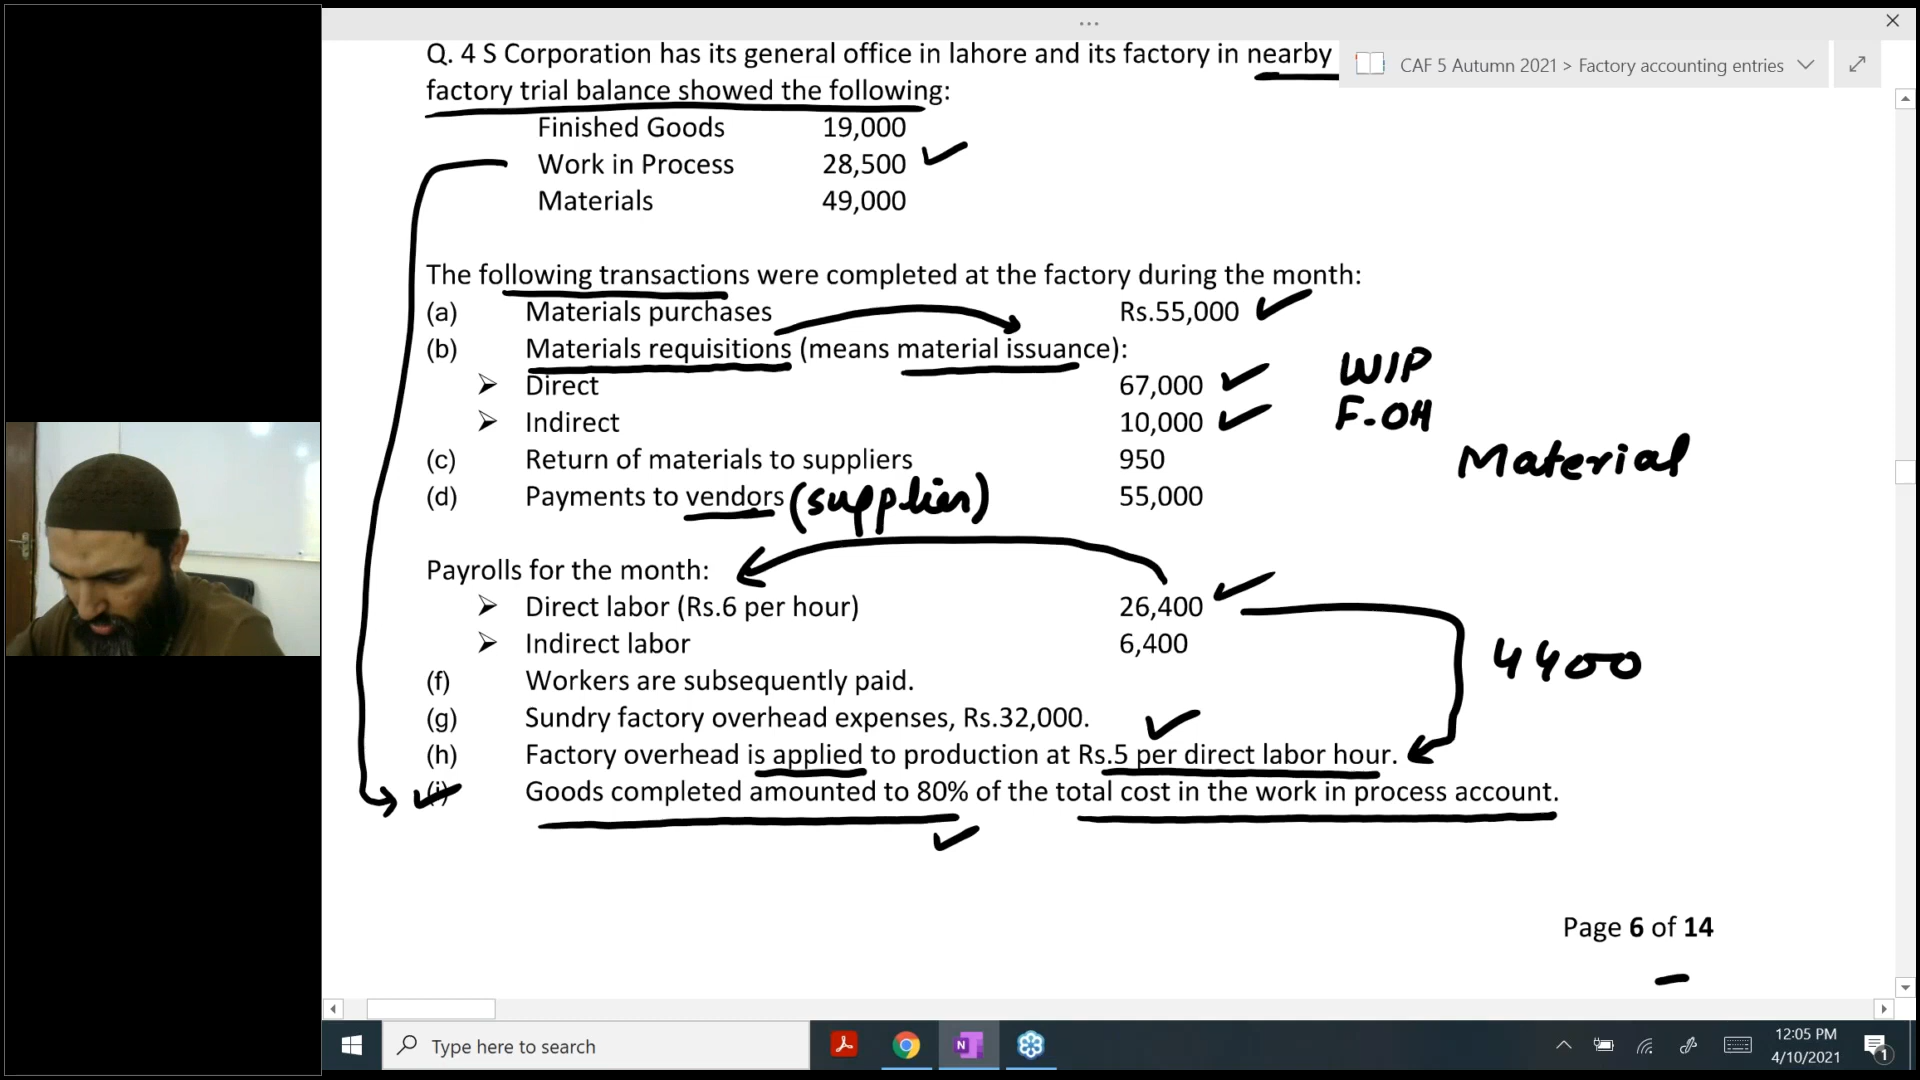 Q. 4 S Corporation has its general office in lahore and its factory in nearby
CAF 5 Autumn 2021 > Factory accounting entries
factory trial balance showed the following:
Finished Goods 19,000
Work in Process 28,500
Materials 49,000
The following transactions were completed at the factory during the month:
(a) Materials purchases Rs.55,000
(b) Materials requisitions (means material issuance):
Direct 67,000 WIP
Indirect 10,000 F-OH
(c) Return of materials to suppliers 950 Material
(d) Payments to vendors (supplier) 55,000
Payrolls for the month:
Direct labor (Rs.6 per hour) 26,400
Indirect labor 6,400 4400
(f) Workers are subsequently paid.
(g) Sundry factory overhead expenses, Rs.32,000.
(h) Factory overhead is applied to production at Rs.5 per direct labor hour.
(i) Goods completed amounted to 80% of the total cost in the work in process account.
Page 6 of 14
Type here to search
N
12:05 PM
4/10/2021
1